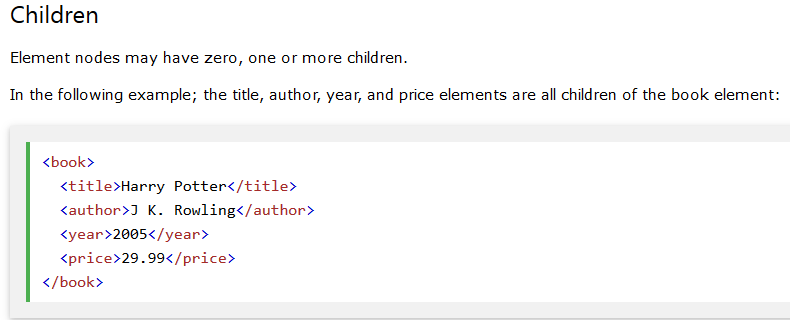 Children
Element nodes may have zero, one or more children.
In the following example; the title, author, year, and price elements are all children of the book element:
<book>
  <title>Harry Potter</title>
  <author>J K. Rowling</author>
  <year>2005</year>
  <price>29.99</price>
</book>